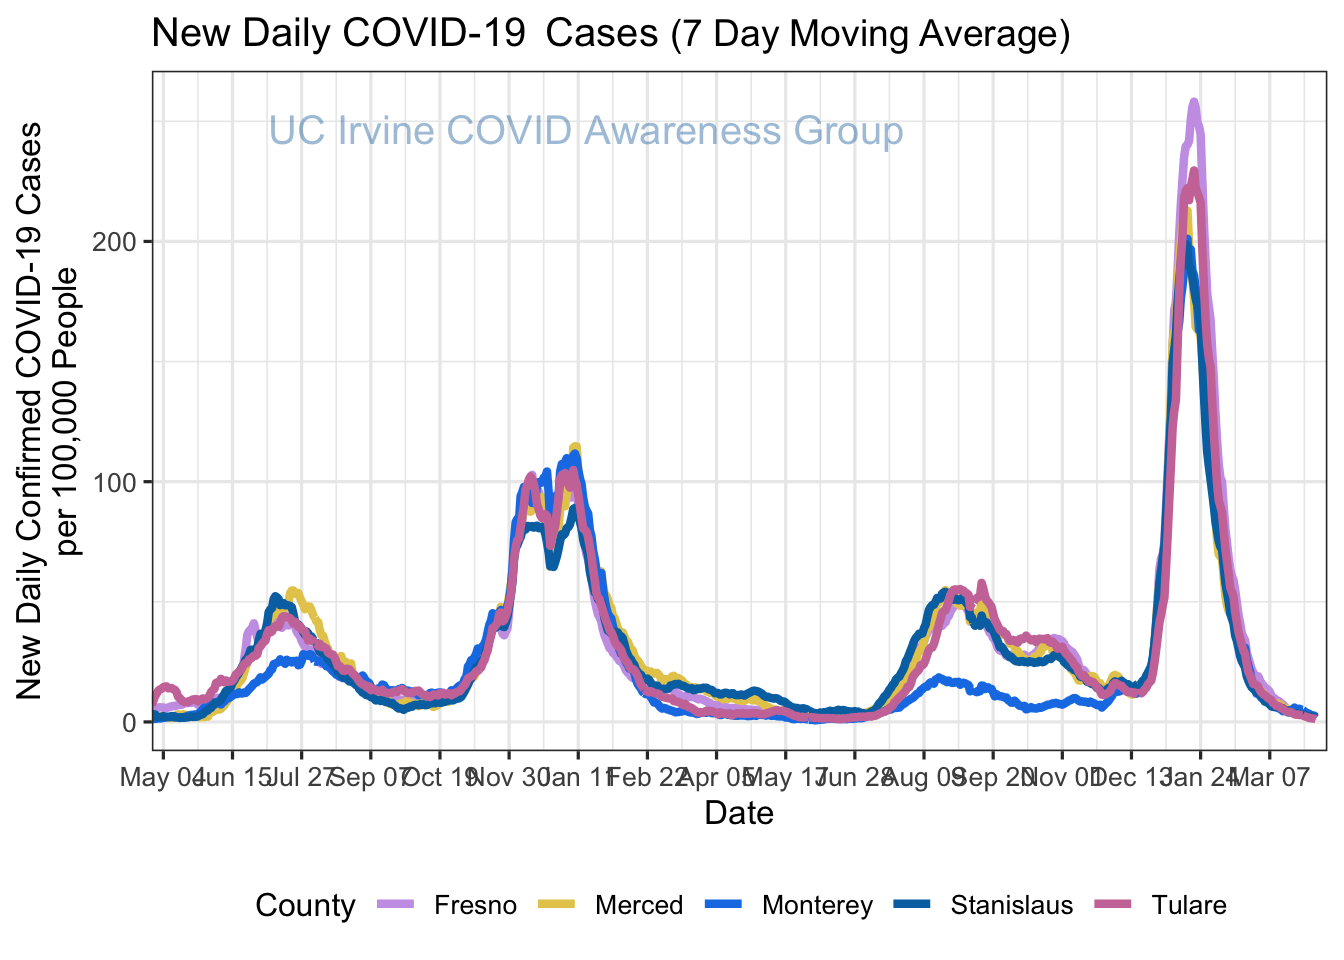 New Daily COVID-19 Cases (7 Day Moving Average)
UC Irvine COVID Awareness Group
New Daily Confirmed COVID-19 Cases
per 100,000 People
200
100
0
May 04 Jun 15 Jul 27 Sep 07 Oct 19 Nov 30 Jan 11 Feb 22 Apr 05 May 17 Jun 28 Aug 09 Sep 20 Nov 01 Dec 13 Jan 24 Mar 07
Date
County Fresno Merced Monterey Stanislaus Tulare